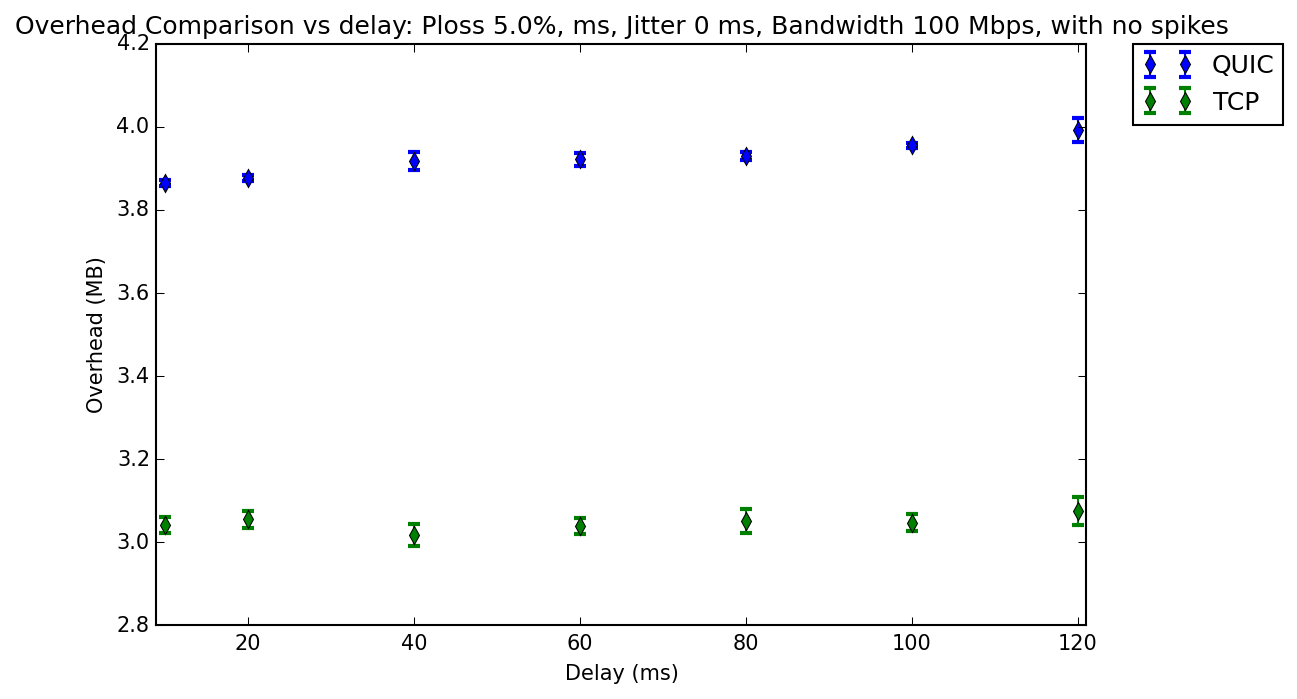 Overhead Comparison vs delay: Ploss 5.0%, ms, Jitter 0 ms, Bandwidth 100 Mbps, with no spikes
QUIC
TCP
4.2
4.0
3.8
3.6
3.4
3.2
3.0
2.8
Overhead (MB)
20 40 60 80 100 120
Delay (ms)